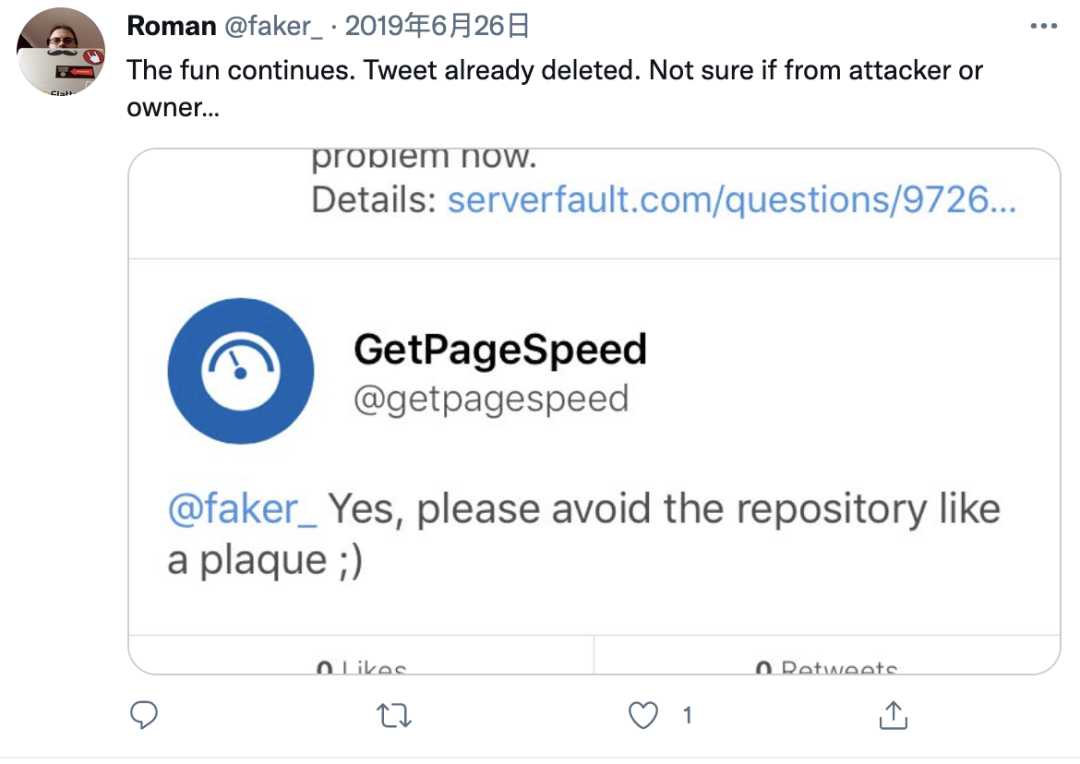 Roman @faker_ · 2019年6月26日
The fun continues. Tweet already deleted. Not sure if from attacker or
owner...
problem now.
Details: serverfault.com/questions/9726...
GetPageSpeed
@getpagespeed
@faker_ Yes, please avoid the repository like
a plaque ;)
0 Likes
0 Retweets
1